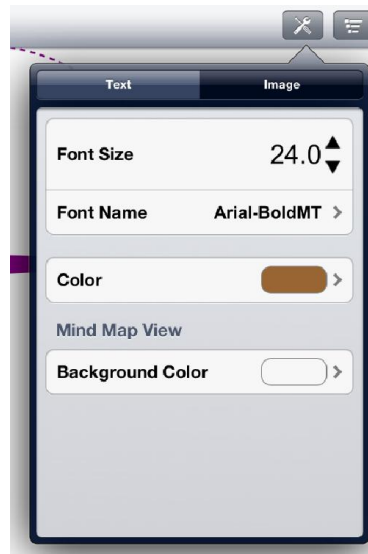 Text Image
Font Size 24.0
Font Name Arial-BoldMT >
Color >
Mind Map View
Background Color >